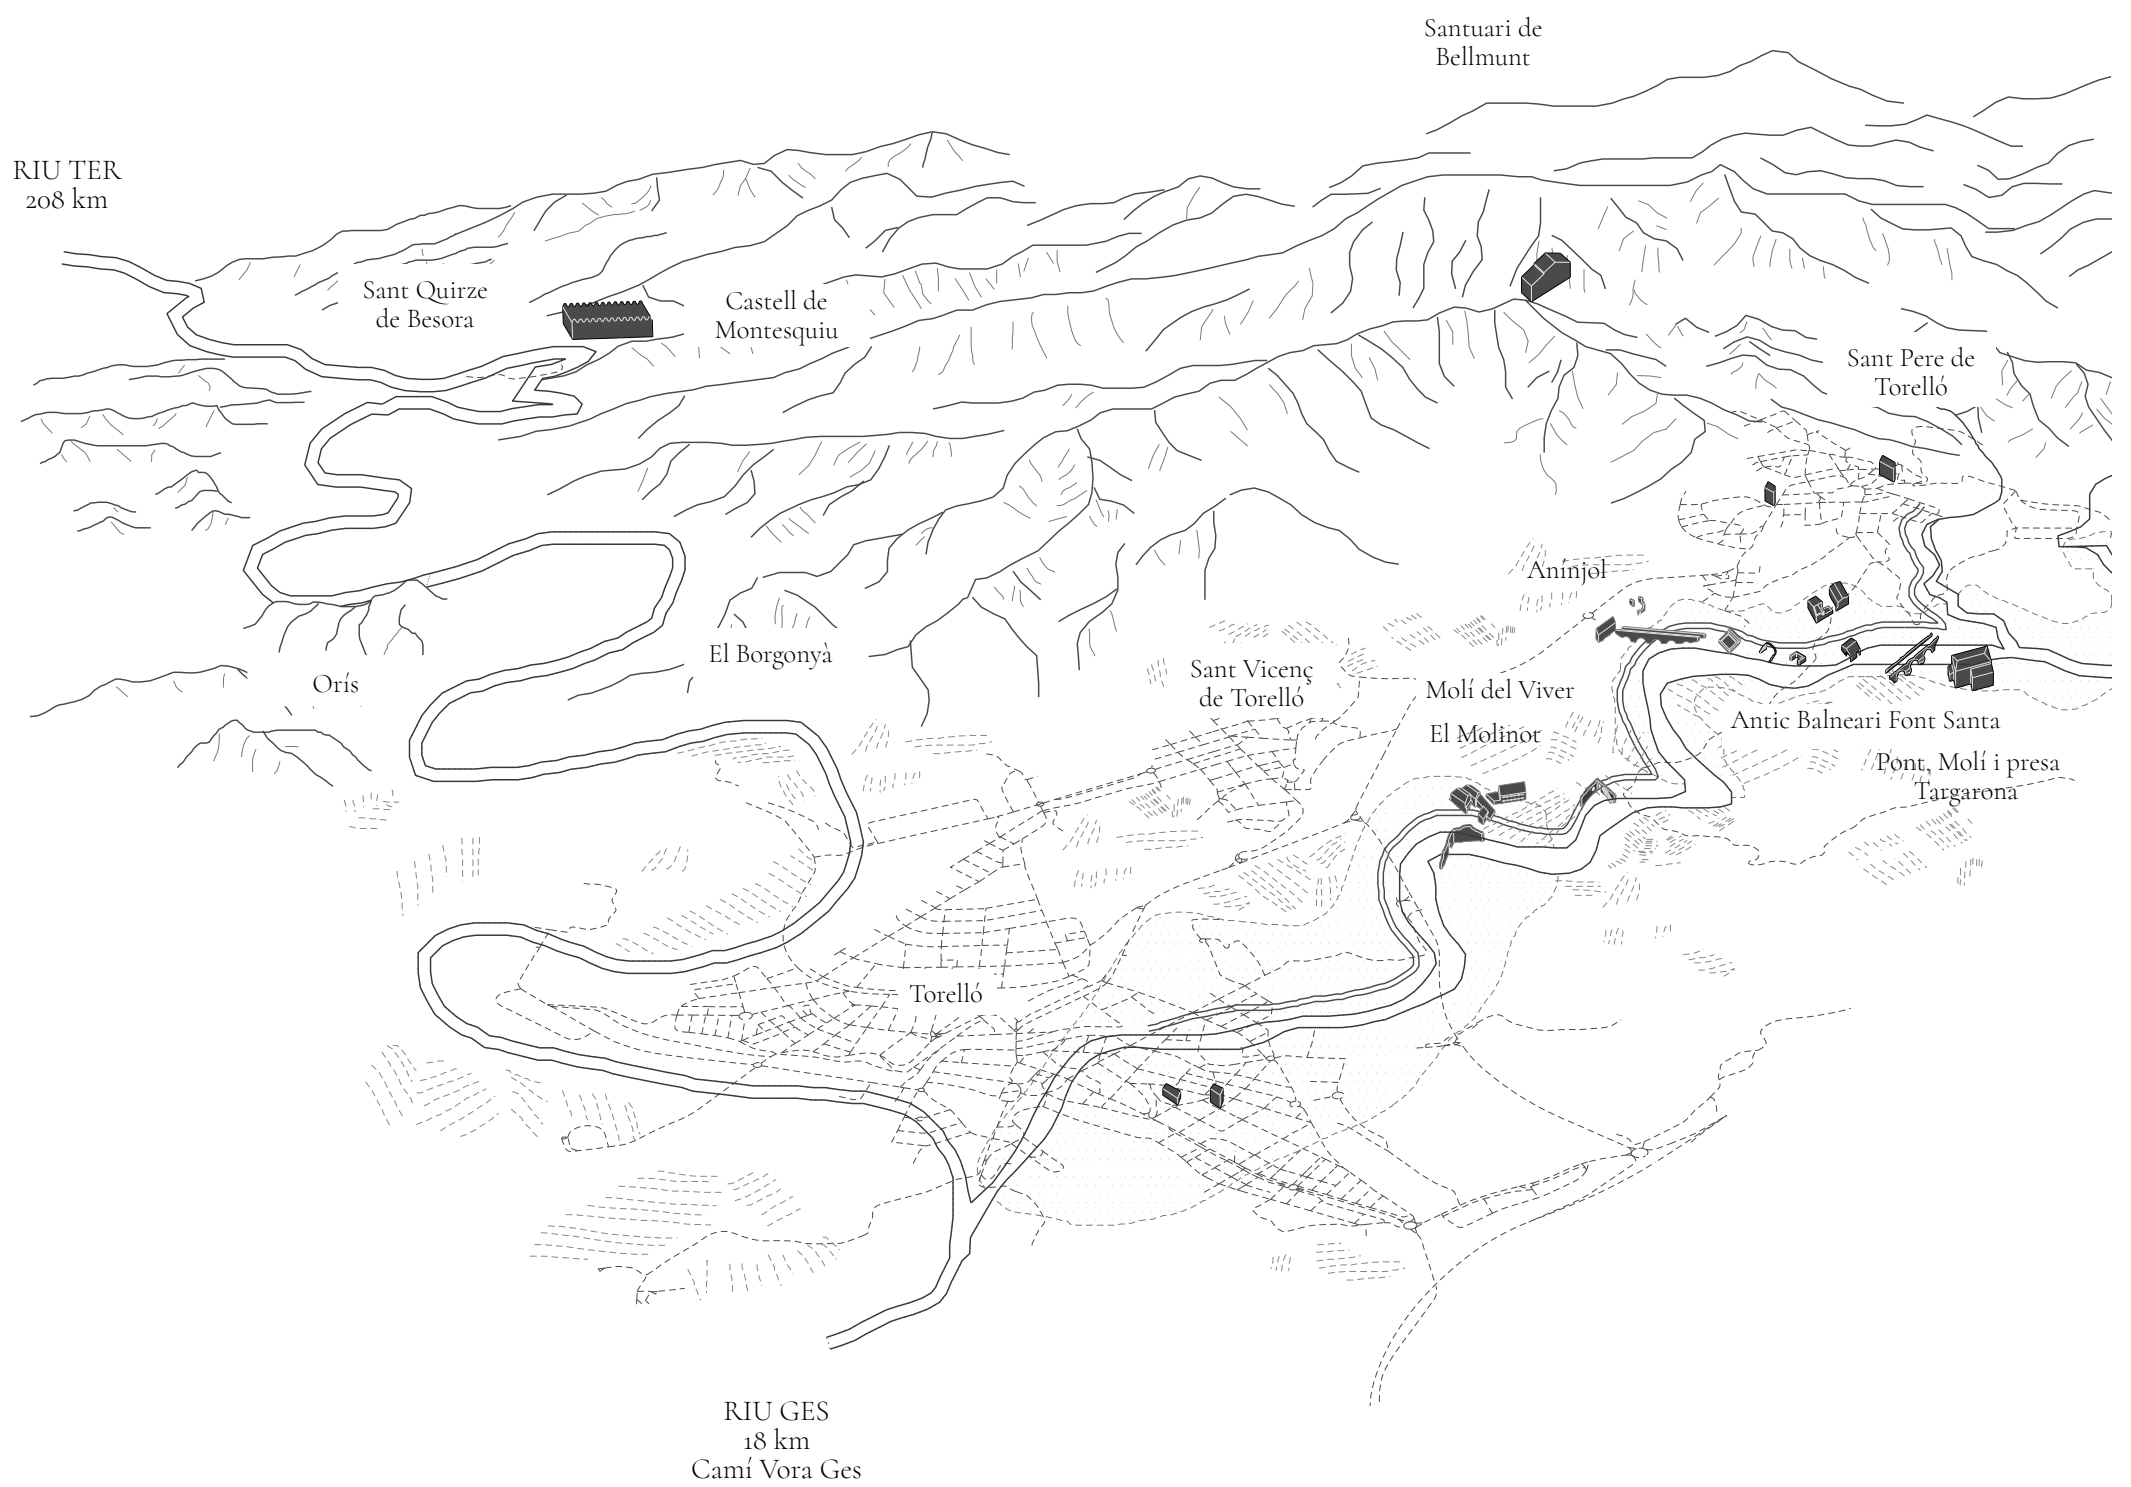 Santuari de
Bellmunt
RIU TER
208 km
Sant Quirze
de Besora
Castell de
Montesquiu
Sant Pere de
Torelló
Anínjol
El Borgonyà
Orís
Sant Vicenç
de Torelló
Molí del Viver
El Molinot
Antic Balneari Font Santa
Pont, Molí i presa
Targarona
Torelló
RIU GES
18 km
Camí Vora Ges